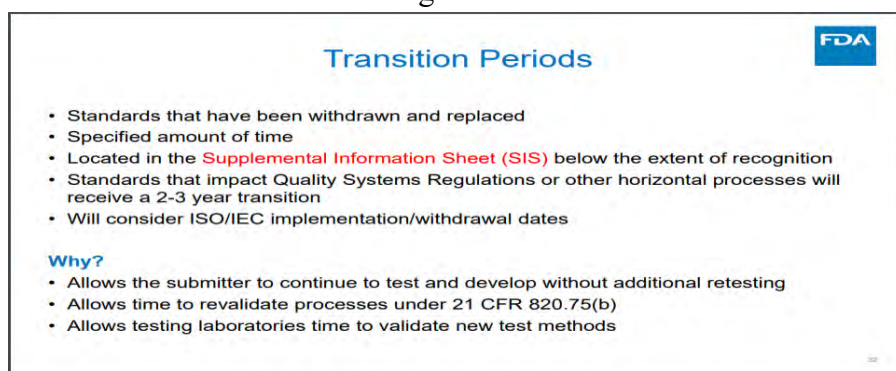 FDA
Transition Periods
• Standards that have been withdrawn and replaced
• Specified amount of time
• Located in the Supplemental Information Sheet (SIS) below the extent of recognition
• Standards that impact Quality Systems Regulations or other horizontal processes will
receive a 2-3 year transition
• Will consider ISO/IEC implementation/withdrawal dates
Why?
• Allows the submitter to continue to test and develop without additional retesting
• Allows time to revalidate processes under 21 CFR 820.75(b)
• Allows testing laboratories time to validate new test methods